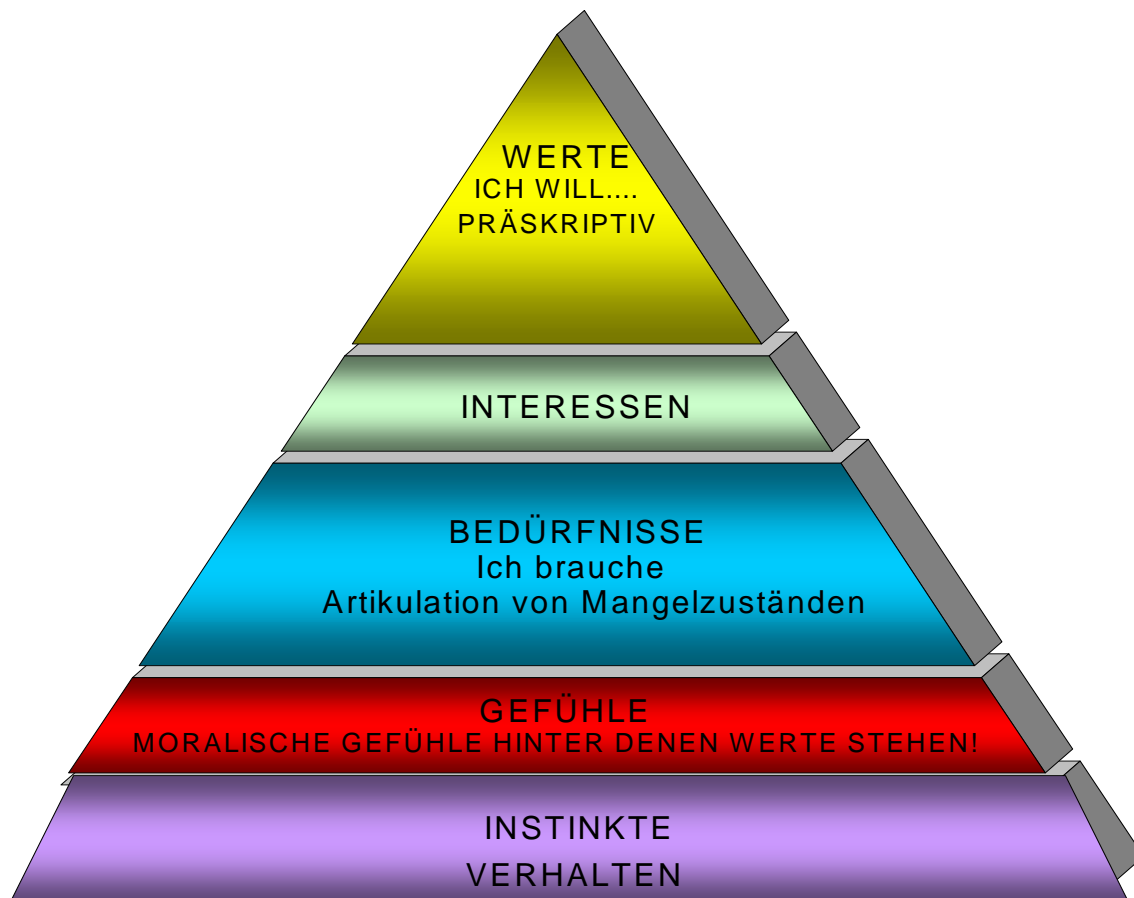 WERTE
ICH WILL....
PRÄSKRIPTIV
INTERESSEN
BEDÜRFNISSE
Ich brauche
Artikulation von Mangelzuständen
GEFÜHLE
MORALISCHE GEFÜHLE HINTER DENEN WERTE STEHEN!
INSTINKTE
VERHALTEN